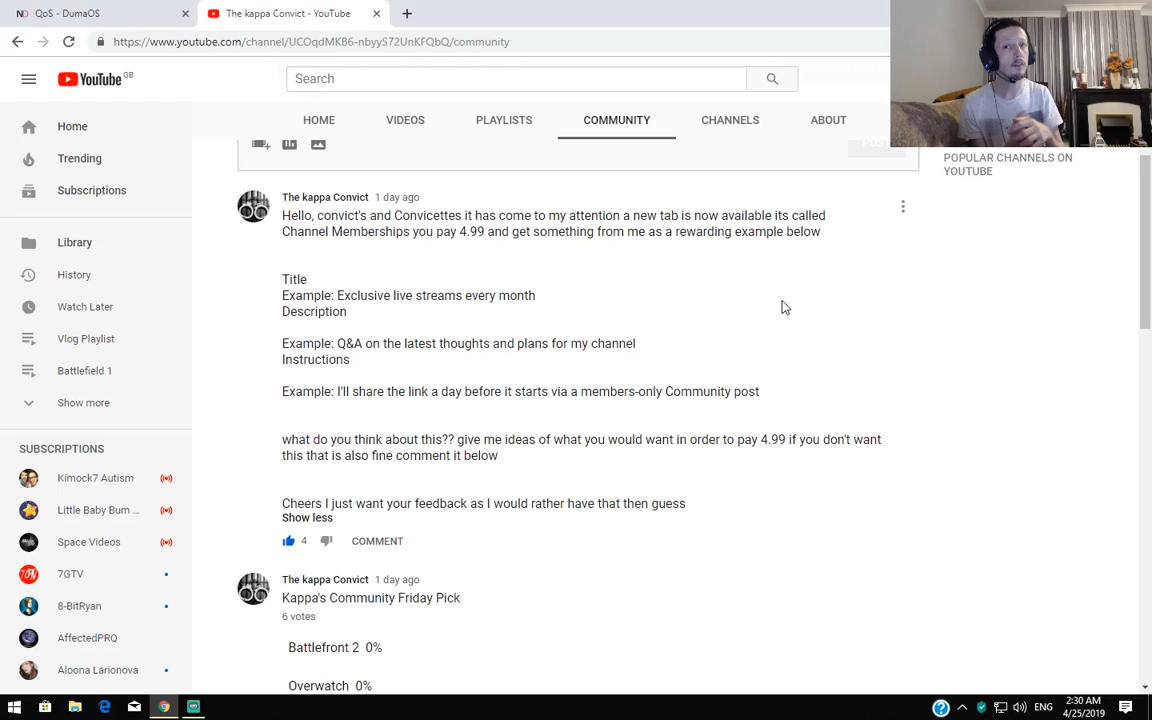 QoS - DumaOS
The kappa Convict - YouTube
https://www.youtube.com/channel/UCOqdMKB6-nbyyS72UnKFQbQ/community
YouTube GB
Search
HOME VIDEOS PLAYLISTS COMMUNITY CHANNELS ABOUT
Home
Trending
Subscriptions
Library
History
Watch Later
Vlog Playlist
Battlefield 1
Show more
SUBSCRIPTIONS
Kimock7 Autism
Little Baby Bum ...
Space Videos
7GTV
8-BitRyan
AffectedPRQ
Aloona Larionova
POST
POPULAR CHANNELS ON
YOUTUBE
The kappa Convict 1 day ago
Hello, convict's and Convicettes it has come to my attention a new tab is now available its called
Channel Memberships you pay 4.99 and get something from me as a rewarding example below
Title
Example: Exclusive live streams every month
Description
Example: Q&A on the latest thoughts and plans for my channel
Instructions
Example: I'll share the link a day before it starts via a members-only Community post
what do you think about this?? give me ideas of what you would want in order to pay 4.99 if you don't want
this that is also fine comment it below
Cheers I just want your feedback as I would rather have that then guess
Show less
4 COMMENT
The kappa Convict 1 day ago
Kappa's Community Friday Pick
6 votes
Battlefront 2 0%
Overwatch 0%
ENG
2:30 AM
4/25/2019